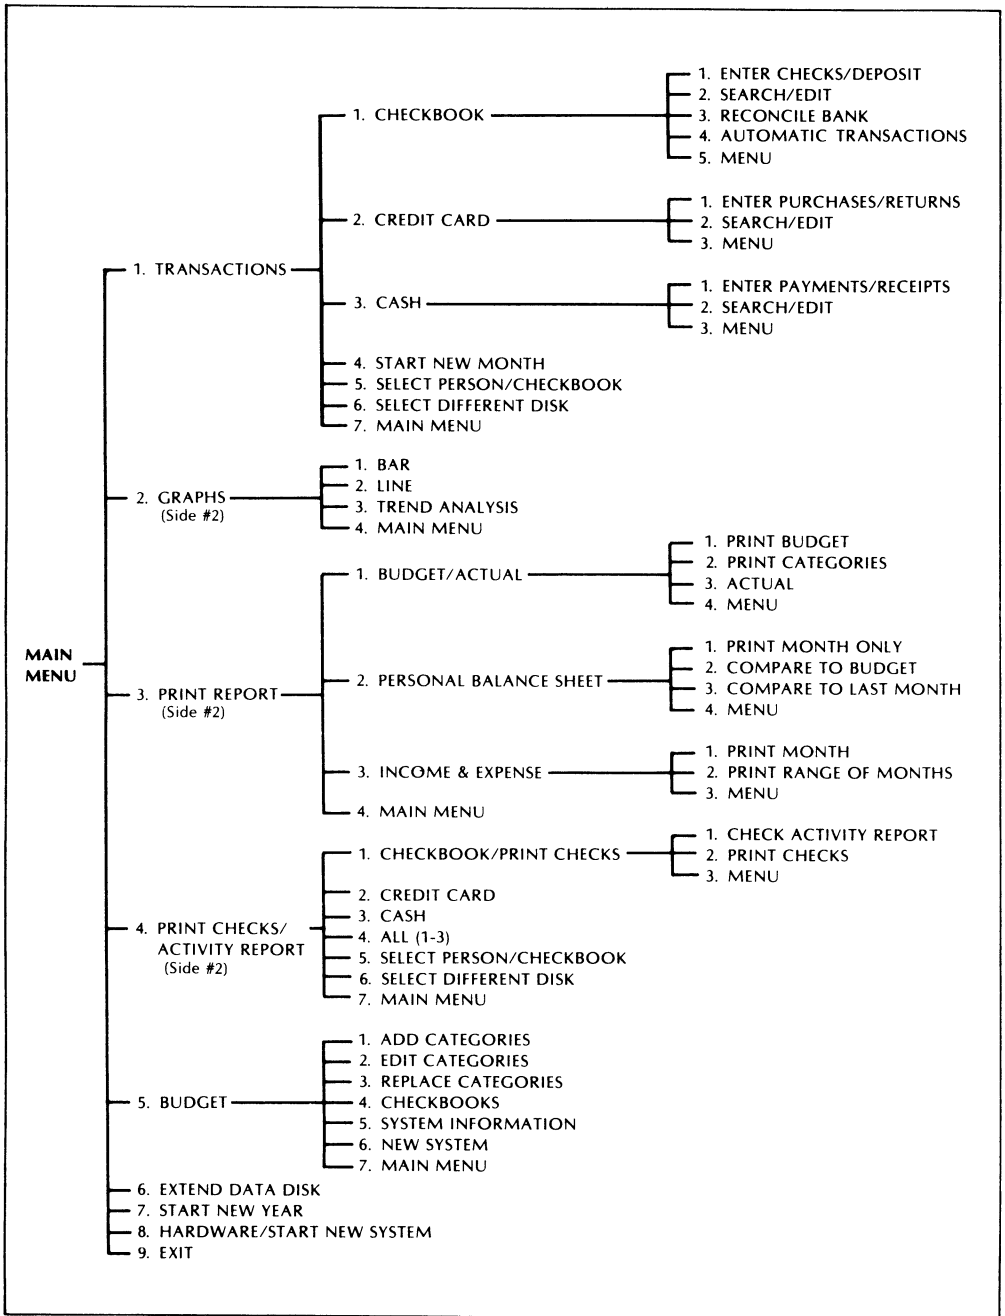 MAIN
MENU
1. TRANSACTIONS
1. CHECKBOOK
1. ENTER CHECKS/DEPOSIT
2. SEARCH/EDIT
3. RECONCILE BANK
4. AUTOMATIC TRANSACTIONS
5. MENU
2. CREDIT CARD
1. ENTER PURCHASES/RETURNS
2. SEARCH/EDIT
3. MENU
3. CASH
1. ENTER PAYMENTS/RECEIPTS
2. SEARCH/EDIT
3. MENU
4. START NEW MONTH
5. SELECT PERSON/CHECKBOOK
6. SELECT DIFFERENT DISK
7. MAIN MENU
2. GRAPHS
(Side #2)
1. BAR
2. LINE
3. TREND ANALYSIS
4. MAIN MENU
3. PRINT REPORT
(Side #2)
1. BUDGET/ACTUAL
1. PRINT BUDGET
2. PRINT CATEGORIES
3. ACTUAL
4. MENU
2. PERSONAL BALANCE SHEET
1. PRINT MONTH ONLY
2. COMPARE TO BUDGET
3. COMPARE TO LAST MONTH
4. MENU
3. INCOME & EXPENSE
1. PRINT MONTH
2. PRINT RANGE OF MONTHS
3. MENU
4. MAIN MENU
4. PRINT CHECKS/
ACTIVITY REPORT
(Side #2)
1. CHECKBOOK/PRINT CHECKS
1. CHECK ACTIVITY REPORT
2. PRINT CHECKS
3. MENU
2. CREDIT CARD
3. CASH
4. ALL (1-3)
5. SELECT PERSON/CHECKBOOK
6. SELECT DIFFERENT DISK
7. MAIN MENU
5. BUDGET
1. ADD CATEGORIES
2. EDIT CATEGORIES
3. REPLACE CATEGORIES
4. CHECKBOOKS
5. SYSTEM INFORMATION
6. NEW SYSTEM
7. MAIN MENU
6. EXTEND DATA DISK
7. START NEW YEAR
8. HARDWARE/START NEW SYSTEM
9. EXIT